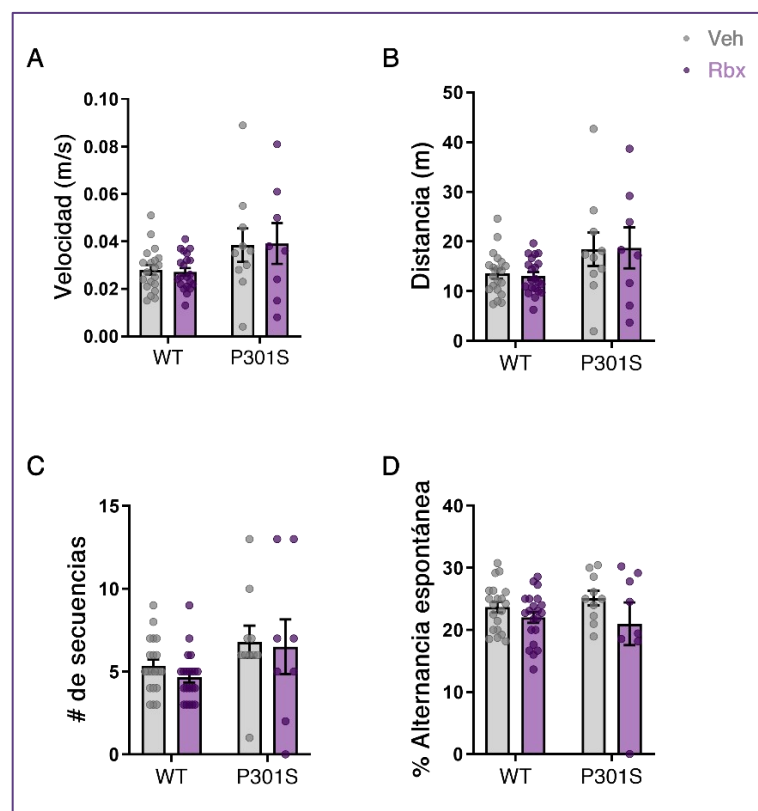 Veh
Rbx
A
Velocidad (m/s)
0.10
0.08
0.06
0.04
0.02
0.00
WT
P301S
B
Distancia (m)
50
40
30
20
10
0
WT
P301S
C
# de secuencias
15
10
5
0
WT
P301S
D
% Alternancia espontánea
40
30
20
10
0
WT
P301S